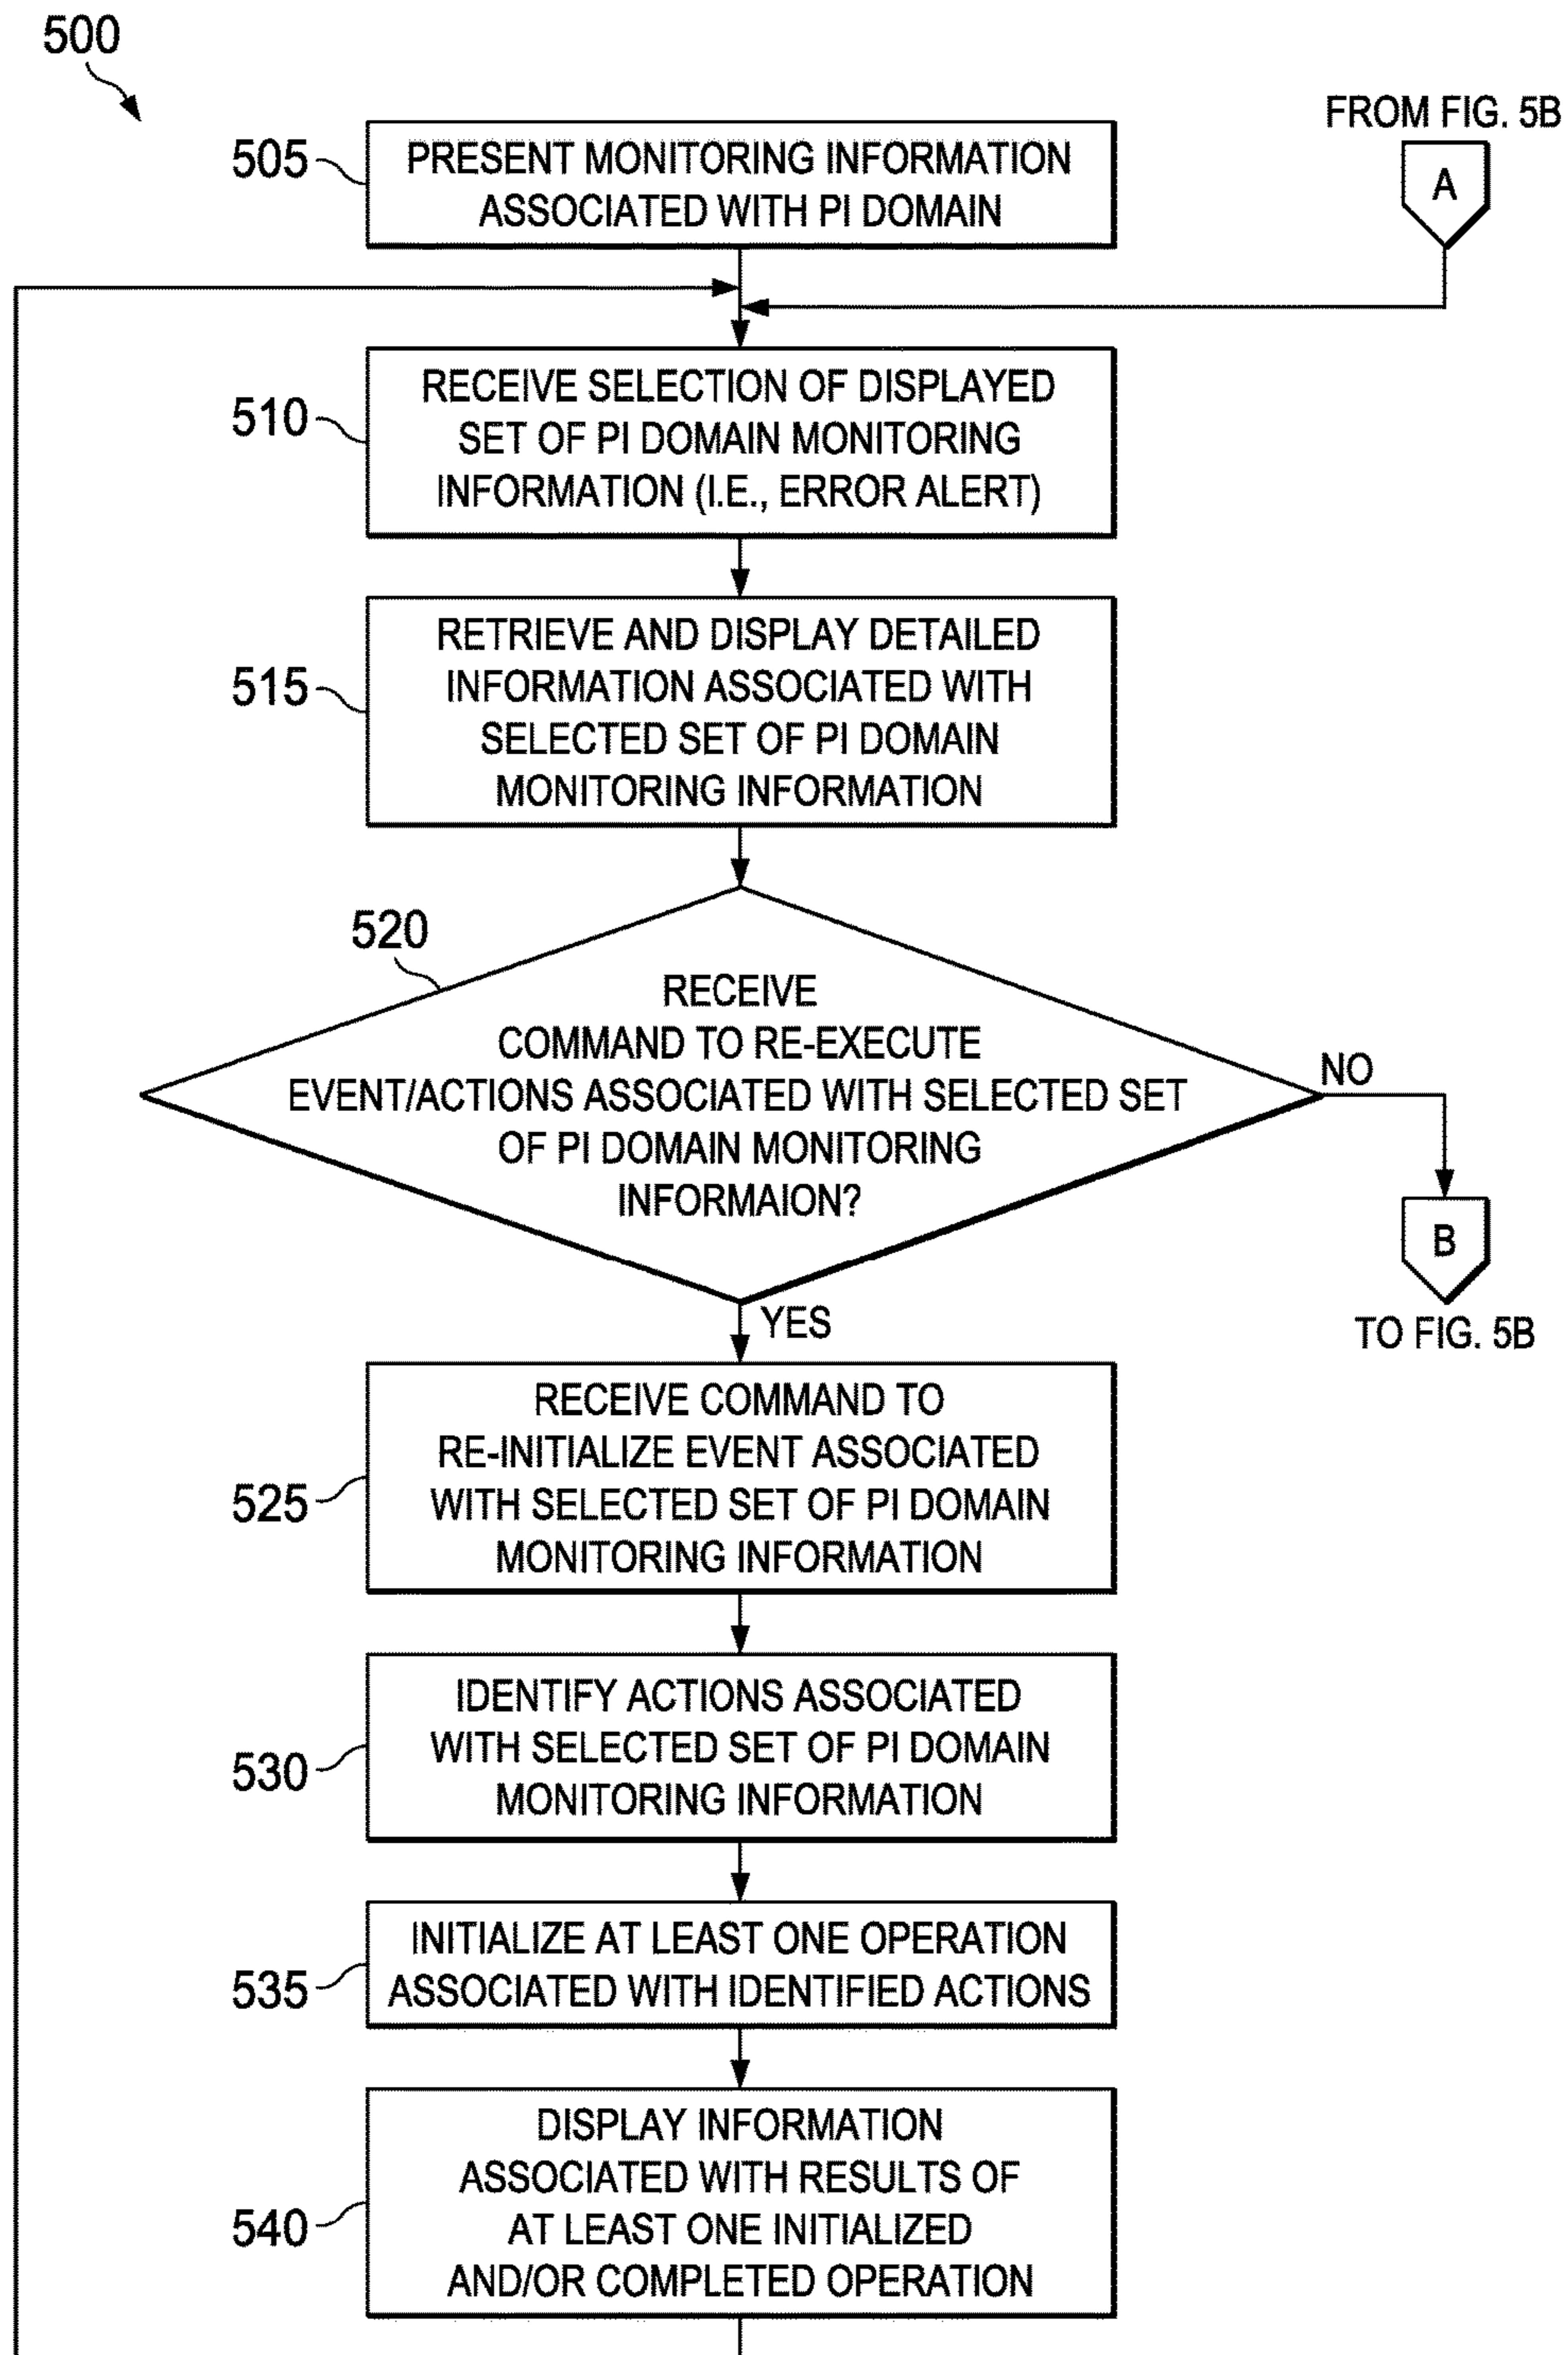 500
FROM FIG. 5B
A
505
PRESENT MONITORING INFORMATION
ASSOCIATED WITH PI DOMAIN
510
RECEIVE SELECTION OF DISPLAYED
SET OF PI DOMAIN MONITORING
INFORMATION (I.E., ERROR ALERT)
515
RETRIEVE AND DISPLAY DETAILED
INFORMATION ASSOCIATED WITH
SELECTED SET OF PI DOMAIN
MONITORING INFORMATION
520
RECEIVE
COMMAND TO RE-EXECUTE
EVENT/ACTIONS ASSOCIATED WITH SELECTED SET
OF PI DOMAIN MONITORING
INFORMAION?
NO
B
TO FIG. 5B
YES
525
RECEIVE COMMAND TO
RE-INITIALIZE EVENT ASSOCIATED
WITH SELECTED SET OF PI DOMAIN
MONITORING INFORMATION
530
IDENTIFY ACTIONS ASSOCIATED
WITH SELECTED SET OF PI DOMAIN
MONITORING INFORMATION
535
INITIALIZE AT LEAST ONE OPERATION
ASSOCIATED WITH IDENTIFIED ACTIONS
540
DISPLAY INFORMATION
ASSOCIATED WITH RESULTS OF
AT LEAST ONE INITIALIZED
AND/OR COMPLETED OPERATION